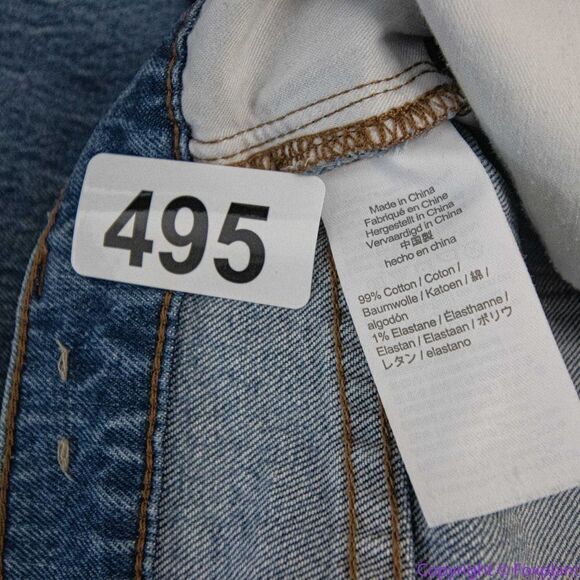 495
Made in China
Fabriqué en Chine
Hergestellt in China
Vervaardigd in China
中国製
hecho en china
99% Cotton / Coton /
Baumwolle / Katoen / 綿 /
algodón
1% Elastane / Élasthanne /
Elastan / Elastaan / ポリウ
レタン / elastano
Copyright © Foxplani